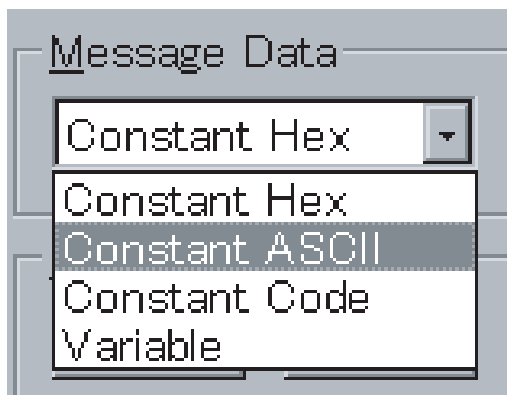 Message Data
Constant Hex
Constant Hex
Constant ASCII
Constant Code
Variable